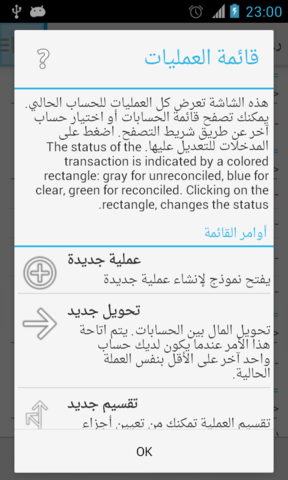 23:00
قائمة العمليات
هذه الشاشة تعرض كل العمليات للحساب الحالي.
يمكنك تصفح قائمة الحسابات أو اختيار حساب
آخر عن طريق شريط التصفح. اضغط على
المدخلات للتعديل عليها. The status of the
transaction is indicated by a colored
rectangle: gray for unreconciled, blue for
clear, green for reconciled. Clicking on the
rectangle, changes the status.
أوامر القائمة
عملية جديدة
يفتح نموذج لإنشاء عملية جديدة
تحويل جديد
تحويل المال بين الحسابات. يتم اتاحة
هذا الأمر عندما يكون لديك حساب
واحد آخر على الأقل بنفس العملة
الحالية.
تقسيم جديد
تقسيم العملية تمكنك من تعيين أجزاء
OK